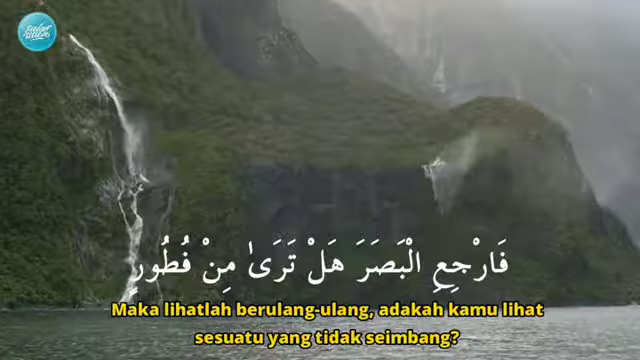 فَارْجِعِ الْبَصَرَ هَلْ تَرَىٰ مِنْ فُطُورٍ
Maka lihatlah berulang-ulang, adakah kamu lihat
sesuatu yang tidak seimbang?